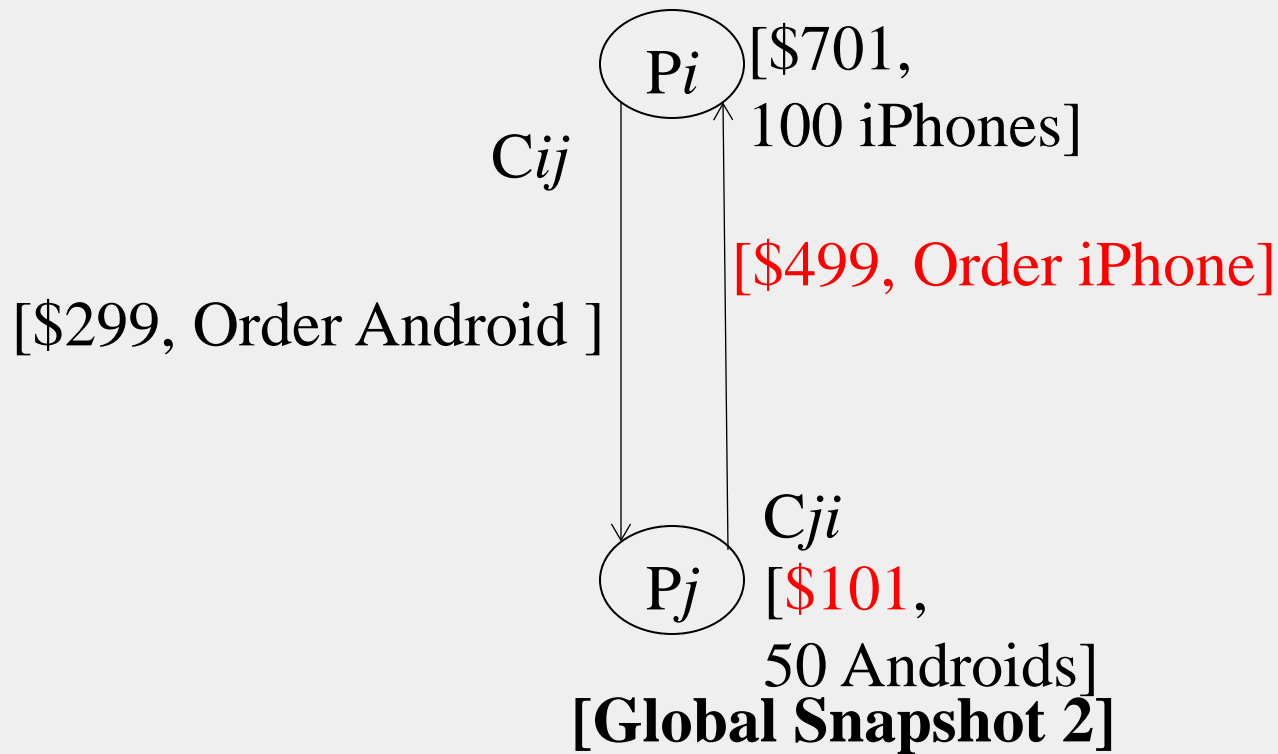 Pi
[$701,
100 iPhones]
Cij
[$499, Order iPhone]
[$299, Order Android ]
Cji
Pj
[$101,
50 Androids]
[Global Snapshot 2]